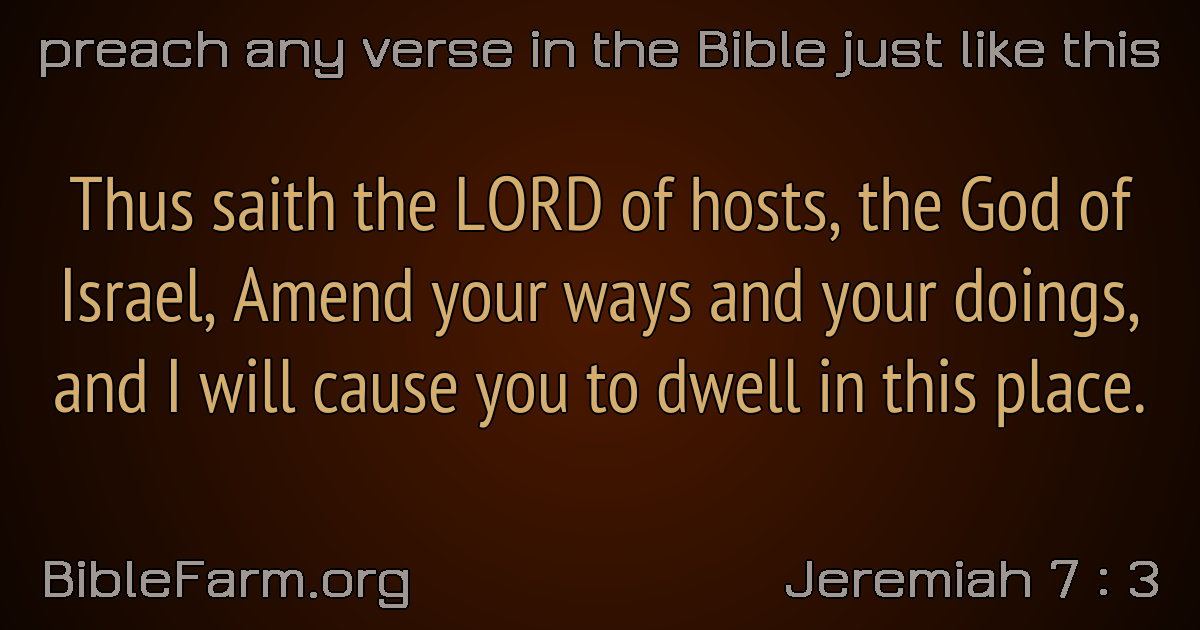 preach any verse in the Bible just like this
Thus saith the LORD of hosts, the God of
Israel, Amend your ways and your doings,
and I will cause you to dwell in this place.
BibleFarm.org
Jeremiah 7 : 3